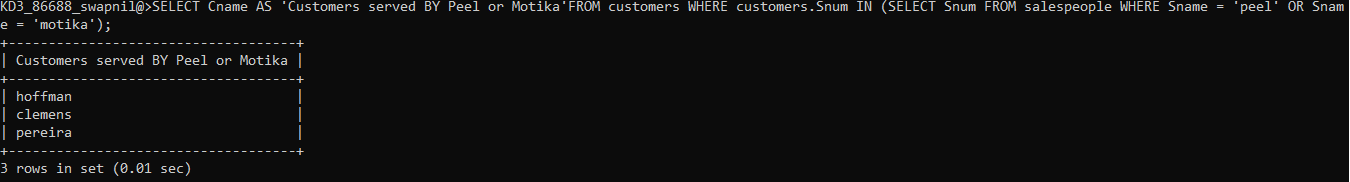 KD3_86688_swapnil@>SELECT Cname AS 'Customers served BY Peel or Motika'FROM customers WHERE customers.Snum IN (SELECT Snum FROM salespeople WHERE Sname = 'peel' OR Snam
e = 'motika');
+------------------------------------+
| Customers served BY Peel or Motika |
+------------------------------------+
| hoffman                            |
| clemens                            |
| pereira                            |
+------------------------------------+
3 rows in set (0.01 sec)